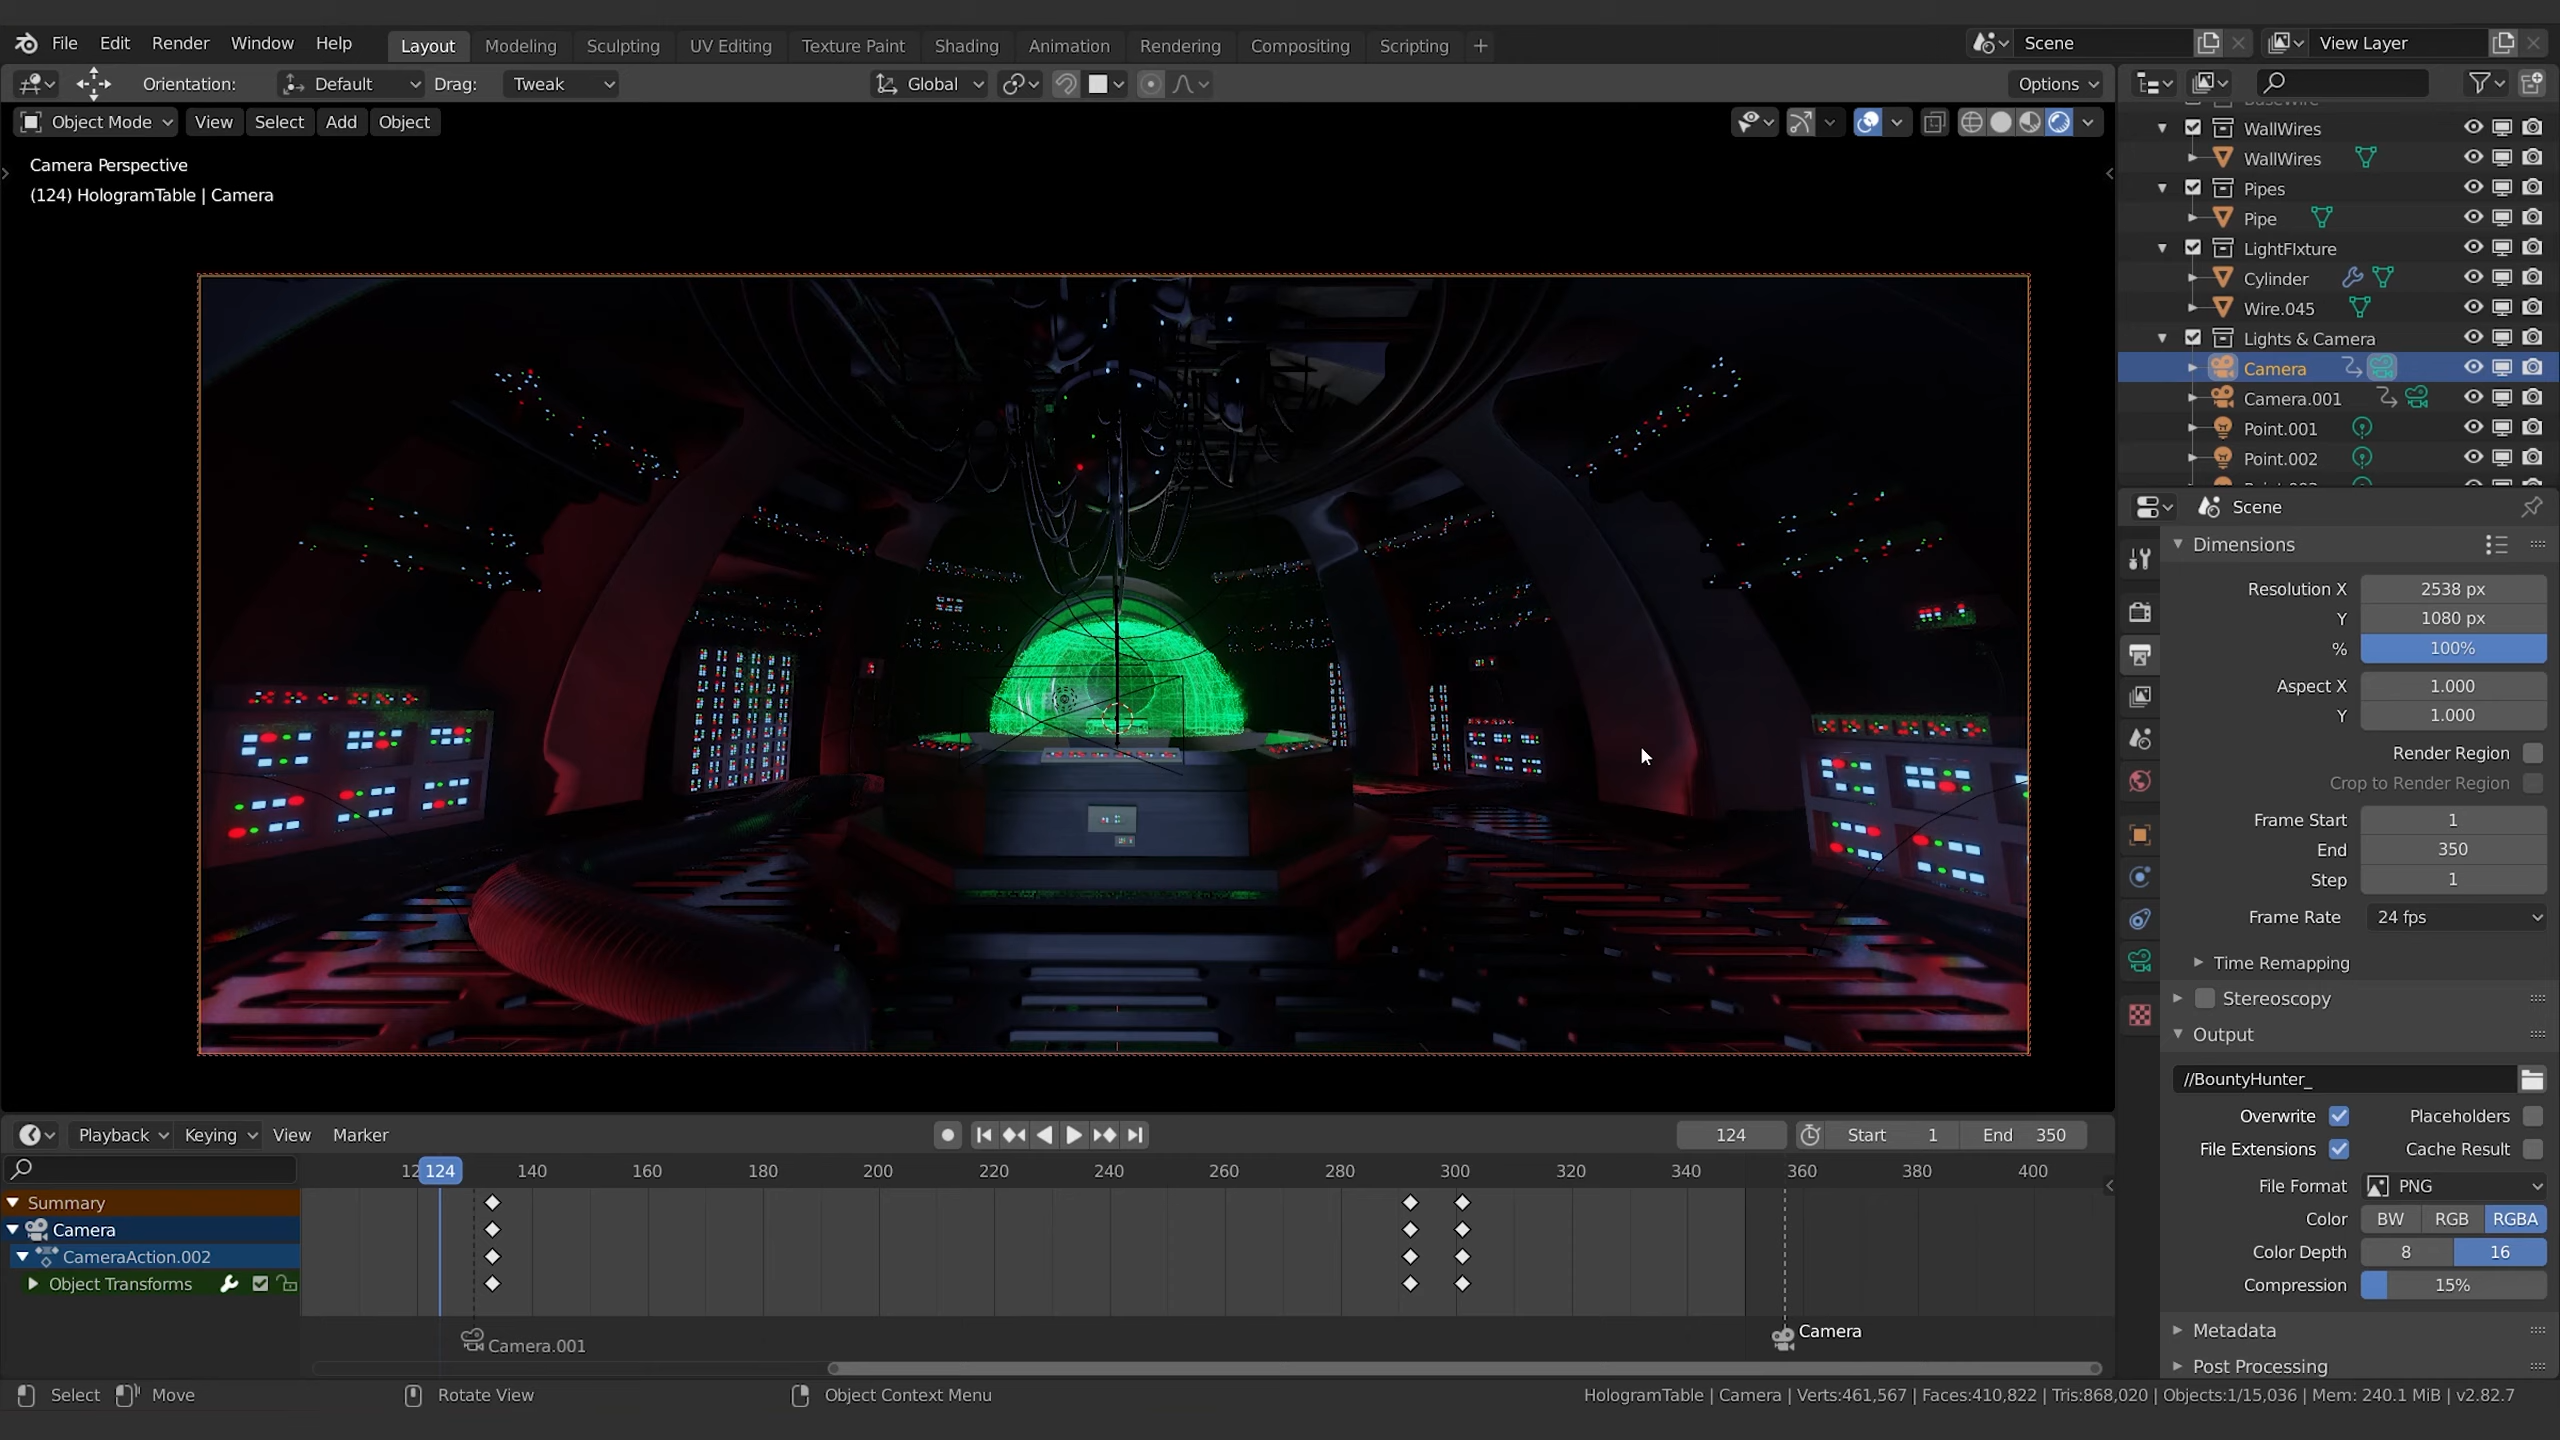 File Edit Render Window Help Layout Modeling Sculpting UV Editing Texture Paint Shading Animation Rendering Compositing Scripting + Scene View Layer
Orientation: Default Drag: Tweak Global Options
Object Mode View Select Add Object
Camera Perspective
(124) HologramTable | Camera
BaseWire
WallWires
WallWires
Pipes
Pipe
LightFIxture
Cylinder
Wire.045
Lights & Camera
Camera
Camera.001
Point.001
Point.002
Scene
Dimensions
Resolution X 2538 px
Y 1080 px
% 100%
Aspect X 1.000
Y 1.000
Render Region
Crop to Render Region
Frame Start 1
End 350
Step 1
Frame Rate 24 fps
Time Remapping
Stereoscopy
Output
//BountyHunter_
Overwrite Placeholders
File Extensions Cache Result
File Format PNG
Color BW RGB RGBA
Color Depth 8 16
Compression 15%
Metadata
Post Processing
Playback Keying View Marker 124 Start 1 End 350
12 124 140 160 180 200 220 240 260 280 300 320 340 360 380 400
Summary
Camera
CameraAction.002
Object Transforms
Camera.001
Camera
Select Move Rotate View Object Context Menu HologramTable | Camera | Verts:461,567 | Faces:410,822 | Tris:868,020 | Objects:1/15,036 | Mem: 240.1 MiB | v2.82.7